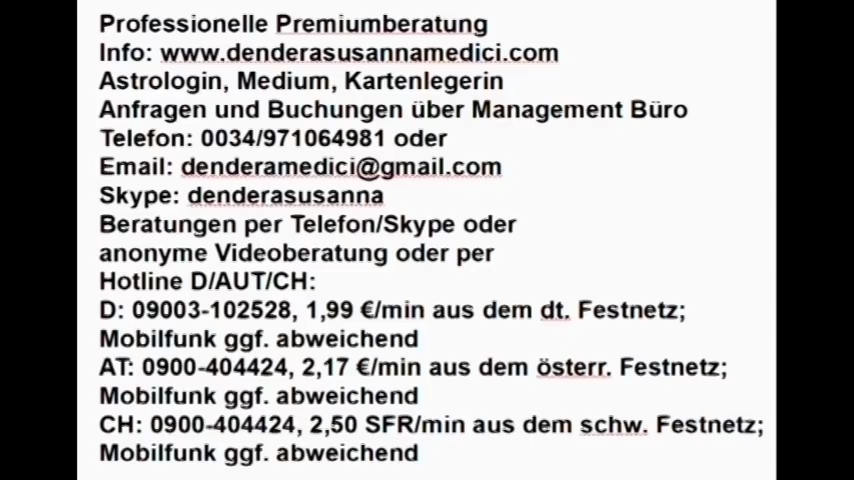 Professionelle Premiumberatung
Info: www.denderasusannamedici.com
Astrologin, Medium, Kartenlegerin
Anfragen und Buchungen über Management Büro
Telefon: 0034/971064981 oder
Email: denderamedici@gmail.com
Skype: denderasusanna
Beratungen per Telefon/Skype oder
anonyme Videoberatung oder per
Hotline D/AUT/CH:
D: 09003-102528, 1,99 €/min aus dem dt. Festnetz;
Mobilfunk ggf. abweichend
AT: 0900-404424, 2,17 €/min aus dem österr. Festnetz;
Mobilfunk ggf. abweichend
CH: 0900-404424, 2,50 SFR/min aus dem schw. Festnetz;
Mobilfunk ggf. abweichend